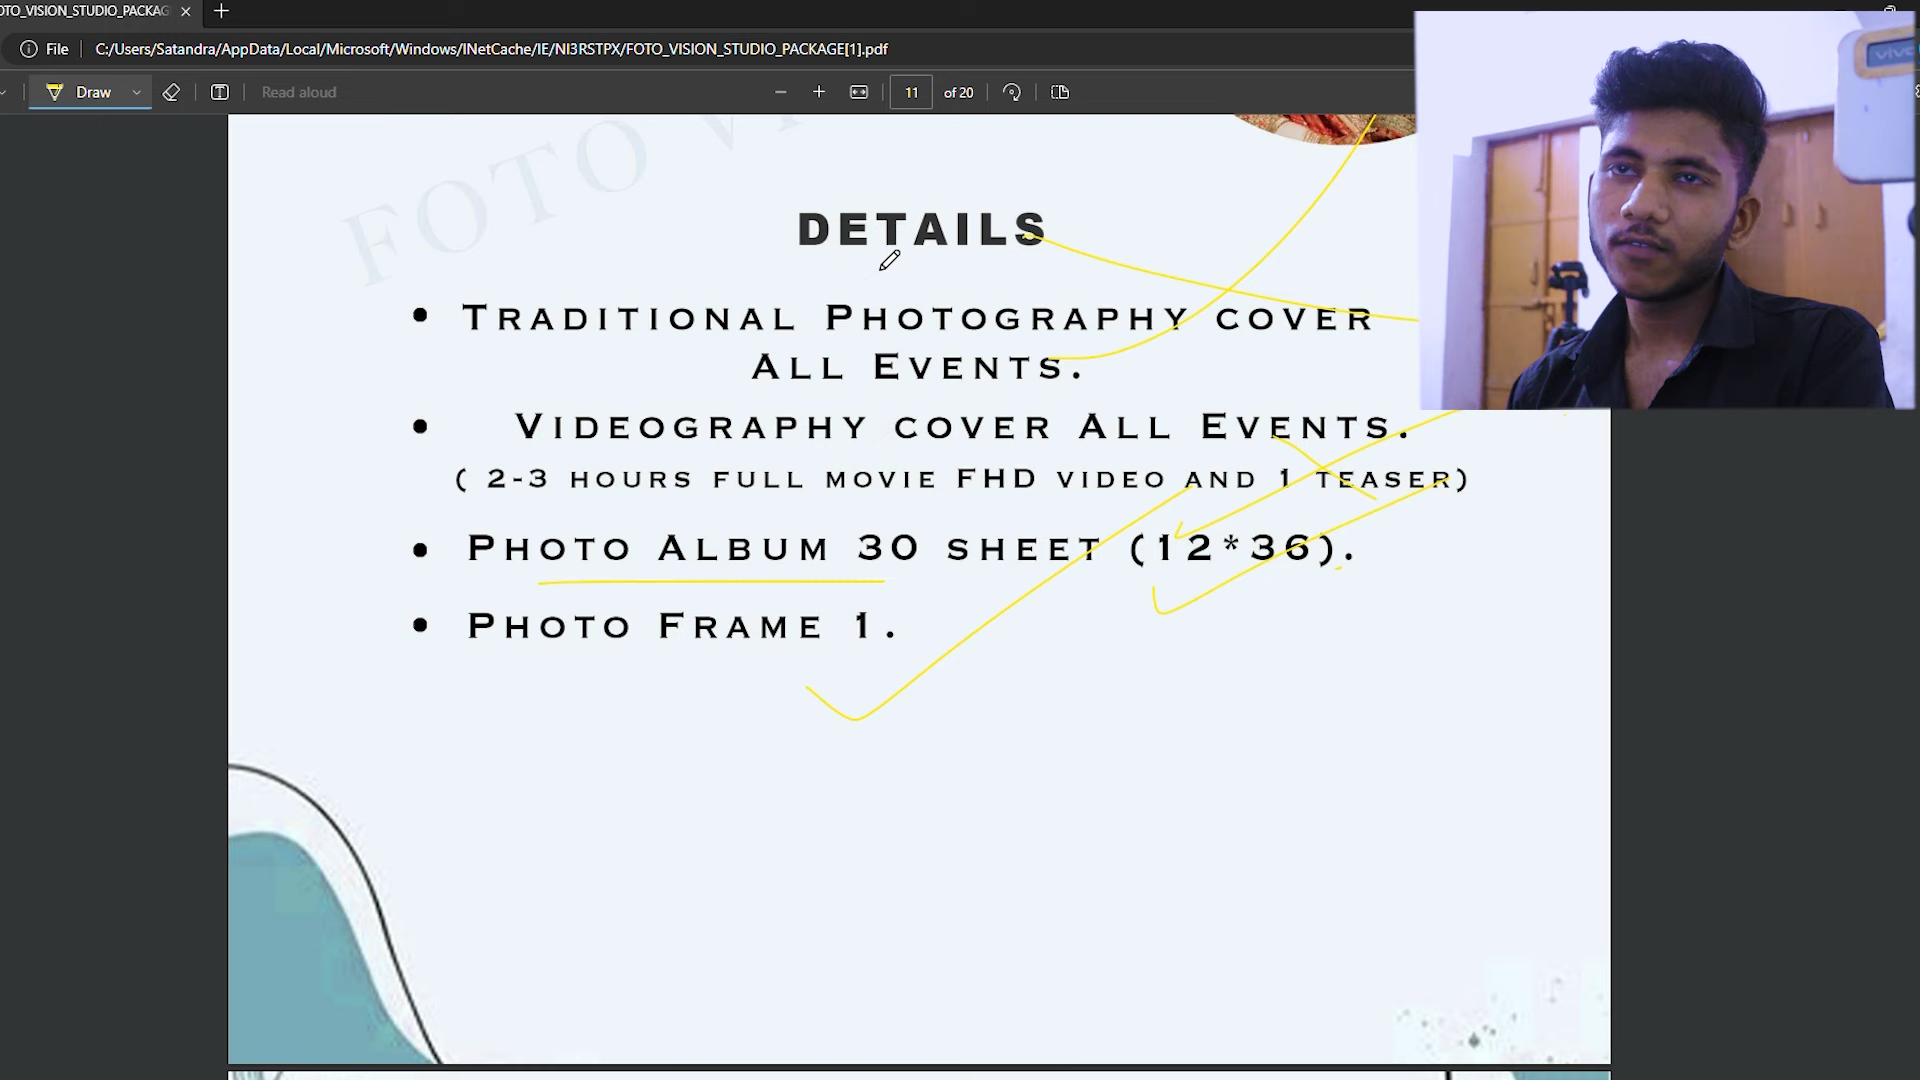 OTO_VISION_STUDIO_PACKAG
File
C:/Users/Satandra/AppData/Local/Microsoft/Windows/INetCache/IE/NI3RSTPX/FOTO_VISION_STUDIO_PACKAGE[1].pdf
Draw
Read aloud
11 of 20
vivo
FOTO VI
DETAILS
• TRADITIONAL PHOTOGRAPHY COVER
ALL EVENTS.
• VIDEOGRAPHY COVER ALL EVENTS.
( 2-3 HOURS FULL MOVIE FHD VIDEO AND 1 TEASER)
• PHOTO ALBUM 30 SHEET (12*36).
• PHOTO FRAME 1.